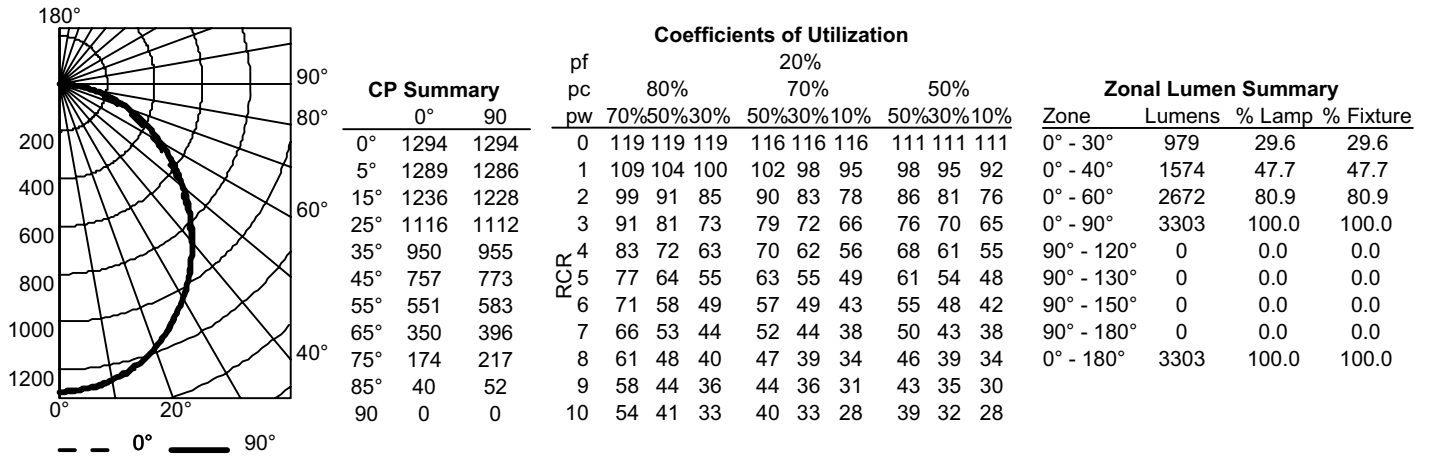 180°
90°
80°
60°
40°
200
400
600
800
1000
1200
0° 20°
0° 90°
CP Summary
0° 90
0° 1294 1294
5° 1289 1286
15° 1236 1228
25° 1116 1112
35° 950 955
45° 757 773
55° 551 583
65° 350 396
75° 174 217
85° 40 52
90 0 0
Coefficients of Utilization
pf 20%
pc 80% 70% 50%
pw 70%50%30% 50%30%10% 50%30%10%
RCR
0 119 119 119 116 116 116 111 111 111
1 109 104 100 102 98 95 98 95 92
2 99 91 85 90 83 78 86 81 76
3 91 81 73 79 72 66 76 70 65
4 83 72 63 70 62 56 68 61 55
5 77 64 55 63 55 49 61 54 48
6 71 58 49 57 49 43 55 48 42
7 66 53 44 52 44 38 50 43 38
8 61 48 40 47 39 34 46 39 34
9 58 44 36 44 36 31 43 35 30
10 54 41 33 40 33 28 39 32 28
Zonal Lumen Summary
Zone Lumens % Lamp % Fixture
0° - 30° 979 29.6 29.6
0° - 40° 1574 47.7 47.7
0° - 60° 2672 80.9 80.9
0° - 90° 3303 100.0 100.0
90° - 120° 0 0.0 0.0
90° - 130° 0 0.0 0.0
90° - 150° 0 0.0 0.0
90° - 180° 0 0.0 0.0
0° - 180° 3303 100.0 100.0